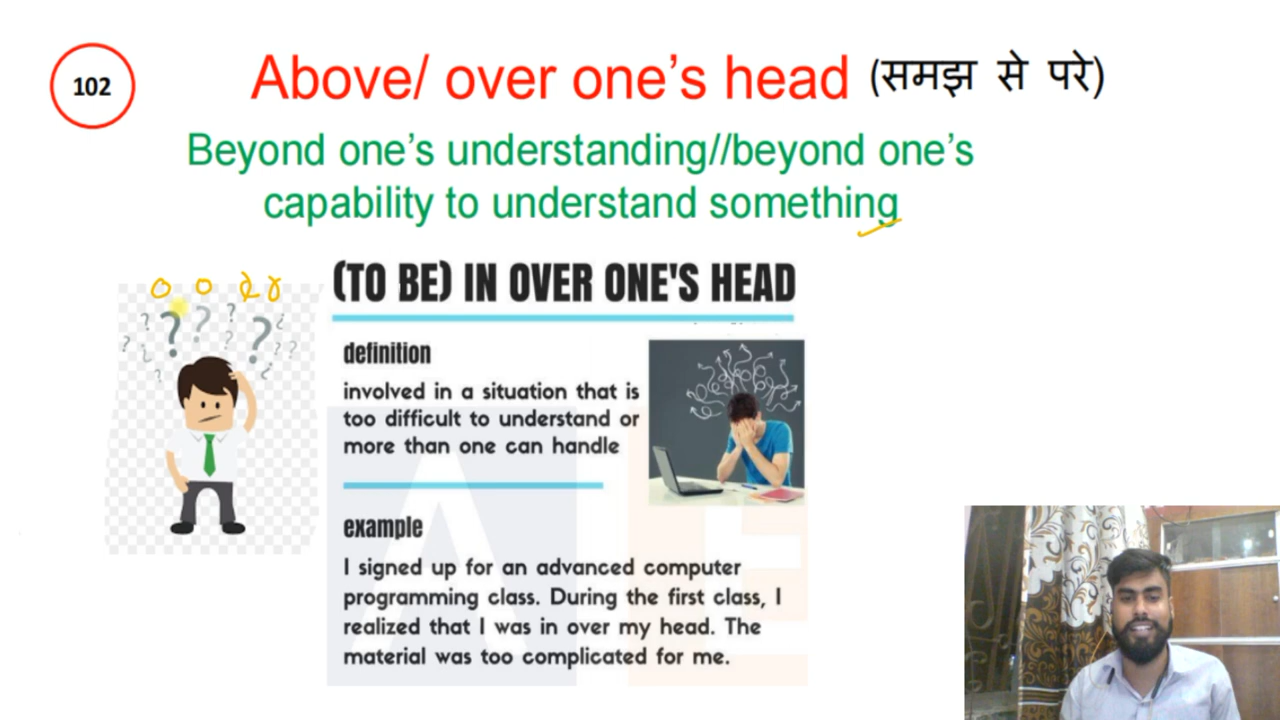 102
Above/ over one’s head (समझ से परे)
Beyond one’s understanding//beyond one’s
capability to understand something
(TO BE) IN OVER ONE'S HEAD
definition
involved in a situation that is
too difficult to understand or
more than one can handle
example
I signed up for an advanced computer
programming class. During the first class, I
realized that I was in over my head. The
material was too complicated for me.